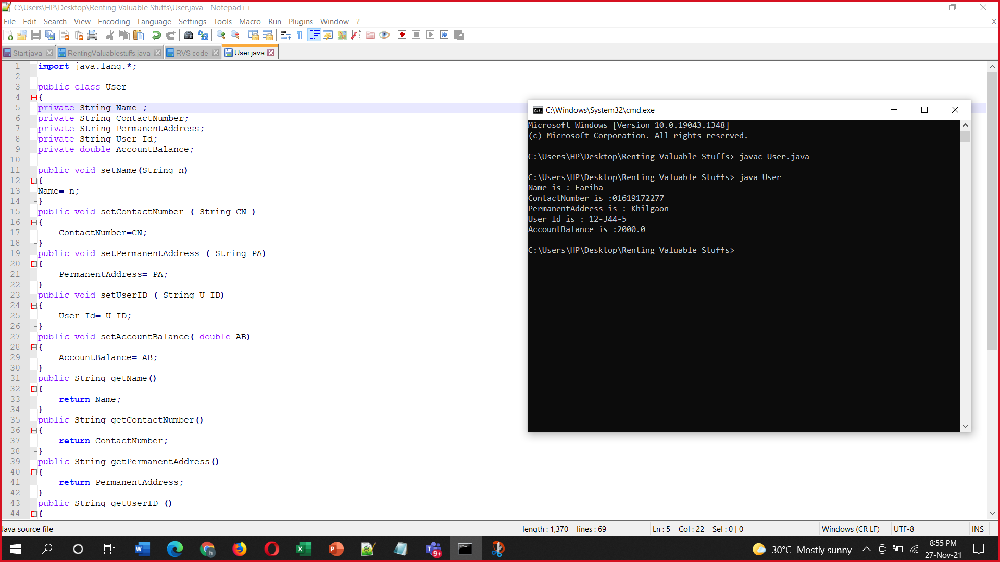 C:\Users\HP\Desktop\Renting Valuable Stuffs\User.java - Notepad++
File Edit Search View Encoding Language Settings Tools Macro Run Plugins Window ? X
Start.java RentingValuablestuffs.java RVS code User.java
1 import java.lang.*;
2
3 public class User
4 {
5 private String Name ;
6 private String ContactNumber;
7 private String PermanentAddress;
8 private String User_Id;
9 private double AccountBalance;
10
11 public void setName(String n)
12 {
13 Name= n;
14 }
15 public void setContactNumber ( String CN )
16 {
17 ContactNumber=CN;
18 }
19 public void setPermanentAddress ( String PA)
20 {
21 PermanentAddress= PA;
22 }
23 public void setUserID ( String U_ID)
24 {
25 User_Id= U_ID;
26 }
27 public void setAccountBalance( double AB)
28 {
29 AccountBalance= AB;
30 }
31 public String getName()
32 {
33 return Name;
34 }
35 public String getContactNumber()
36 {
37 return ContactNumber;
38 }
39 public String getPermanentAddress()
40 {
41 return PermanentAddress;
42 }
43 public String getUserID ()
44 {
C:\Windows\System32\cmd.exe
Microsoft Windows [Version 10.0.19043.1348]
(c) Microsoft Corporation. All rights reserved.
C:\Users\HP\Desktop\Renting Valuable Stuffs> javac User.java
C:\Users\HP\Desktop\Renting Valuable Stuffs> java User
Name is : Fariha
ContactNumber is :01619172277
PermanentAddress is : Khilgaon
User_Id is : 12-344-5
AccountBalance is :2000.0
C:\Users\HP\Desktop\Renting Valuable Stuffs>
Java source file length : 1,370 lines : 69 Ln : 5 Col : 22 Sel : 0 | 0 Windows (CR LF) UTF-8 INS
30°C Mostly sunny
8:55 PM
27-Nov-21
9+